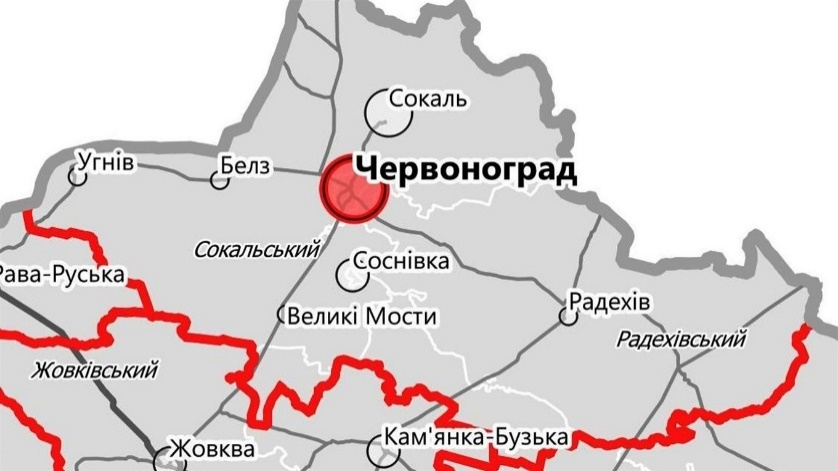 Сокаль
Угнів
Белз
Червоноград
Сокальський
Соснівка
Рава-Руська
Радехів
Великі Мости
Радехівський
Жовківський
Кам'янка-Бузька
Жовква